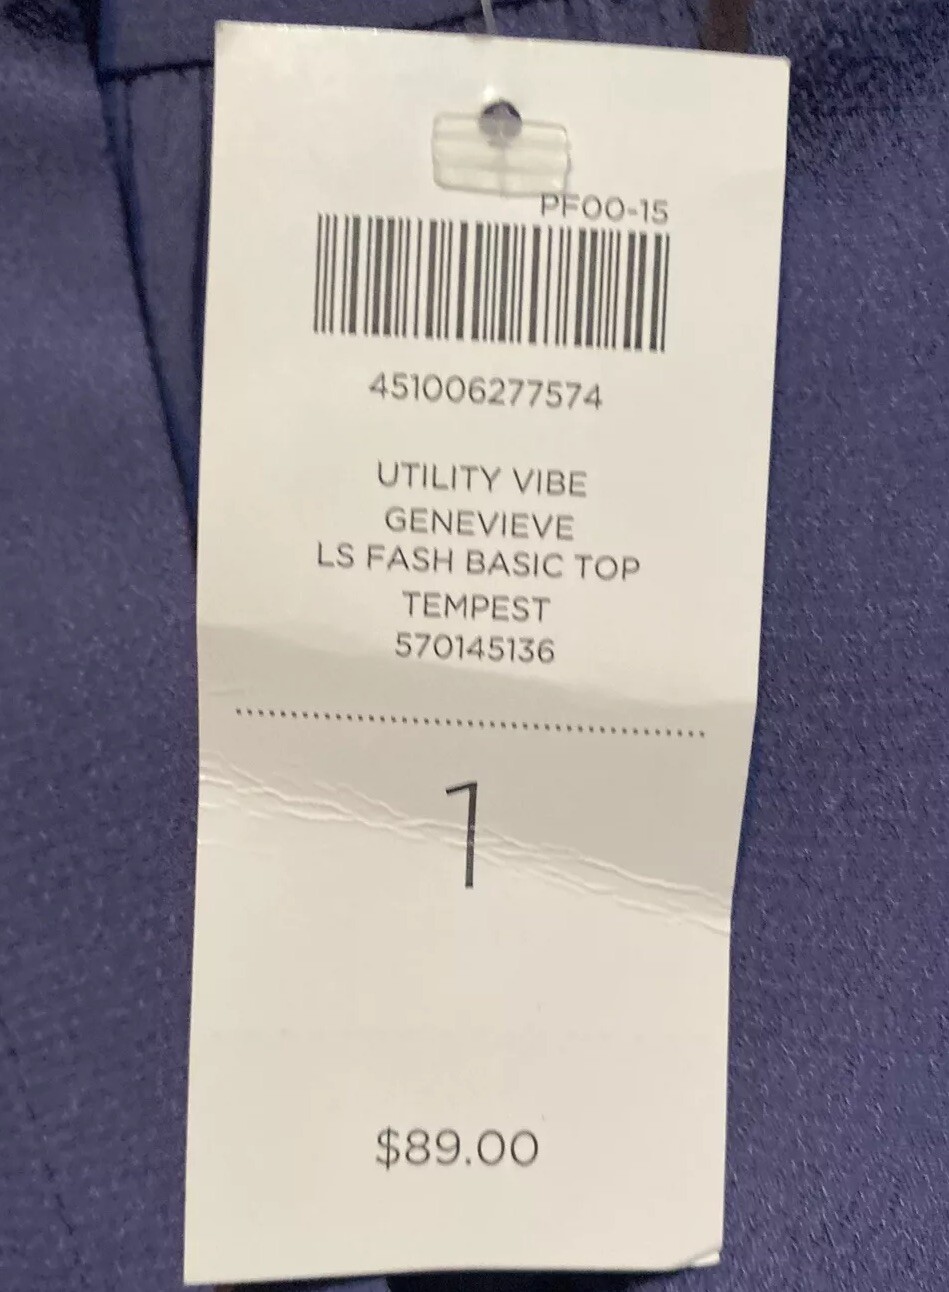 PF00-15
451006277574
UTILITY VIBE
GENEVIEVE
LS FASH BASIC TOP
TEMPEST
570145136
1
$89.00